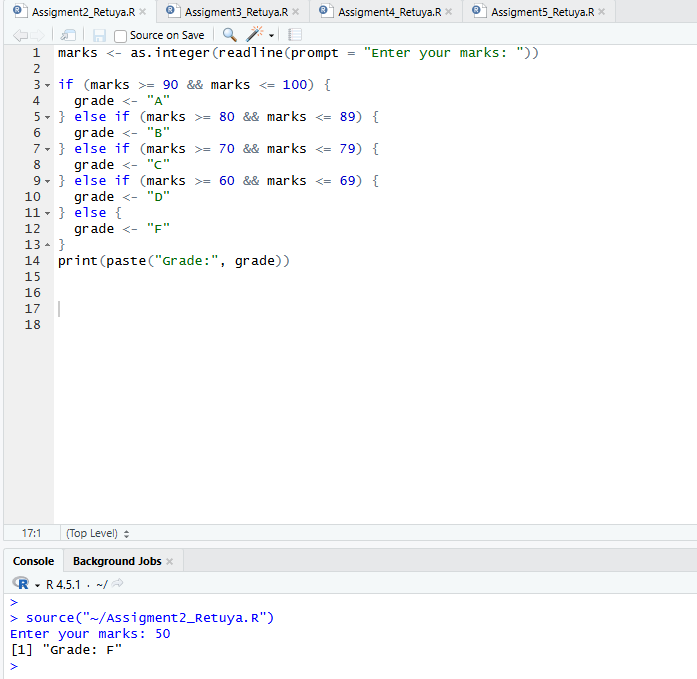 Assigment2_Retuya.R
Assigment3_Retuya.R
Assigment4_Retuya.R
Assigment5_Retuya.R
Source on Save
1 marks <- as.integer(readline(prompt = "Enter your marks: "))
2
3 if (marks >= 90 && marks <= 100) {
4 grade <- "A"
5 } else if (marks >= 80 && marks <= 89) {
6 grade <- "B"
7 } else if (marks >= 70 && marks <= 79) {
8 grade <- "C"
9 } else if (marks >= 60 && marks <= 69) {
10 grade <- "D"
11 } else {
12 grade <- "F"
13 }
14 print(paste("Grade:", grade))
15
16
17
18
17:1 (Top Level)
Console Background Jobs
R R 4.5.1 · ~/
>
> source("~/Assigment2_Retuya.R")
Enter your marks: 50
[1] "Grade: F"
>